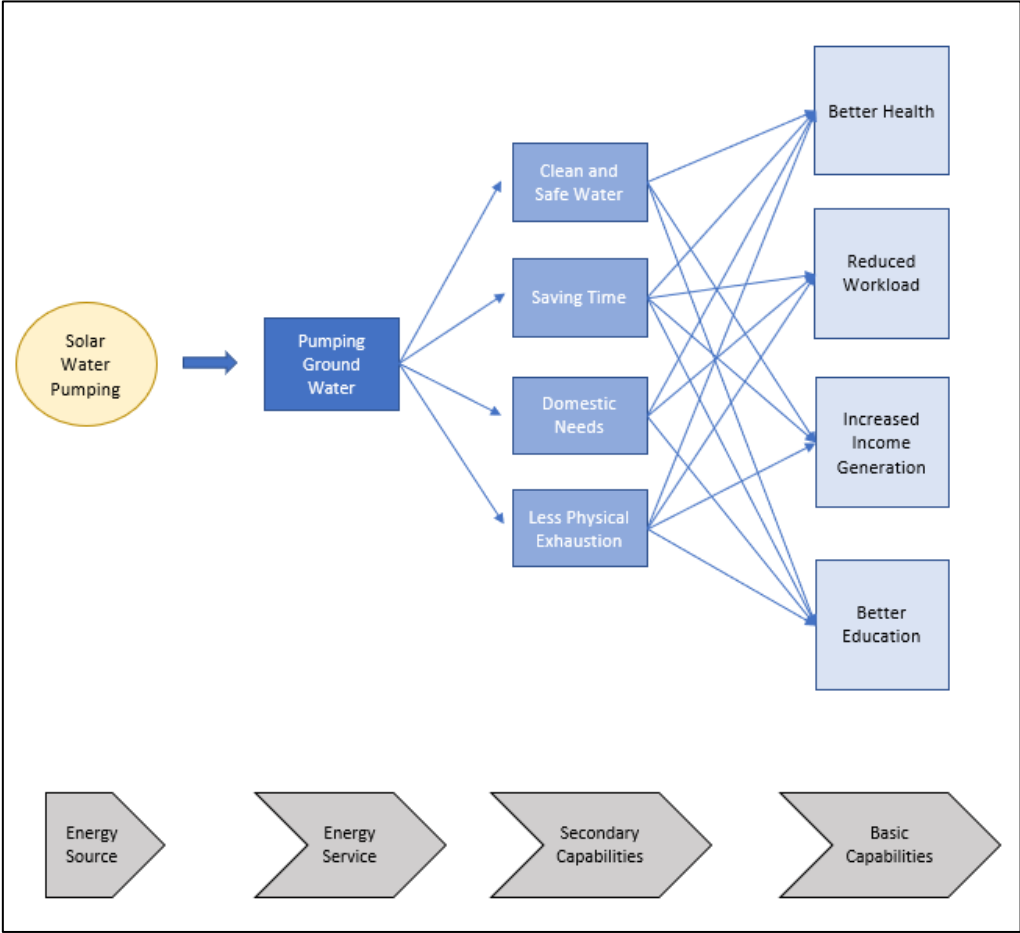 Solar
Water
Pumping
Pumping
Ground
Water
Clean and
Safe Water
Saving Time
Domestic
Needs
Less Physical
Exhaustion
Better Health
Reduced
Workload
Increased
Income
Generation
Better
Education
Energy
Source
Energy
Service
Secondary
Capabilities
Basic
Capabilities